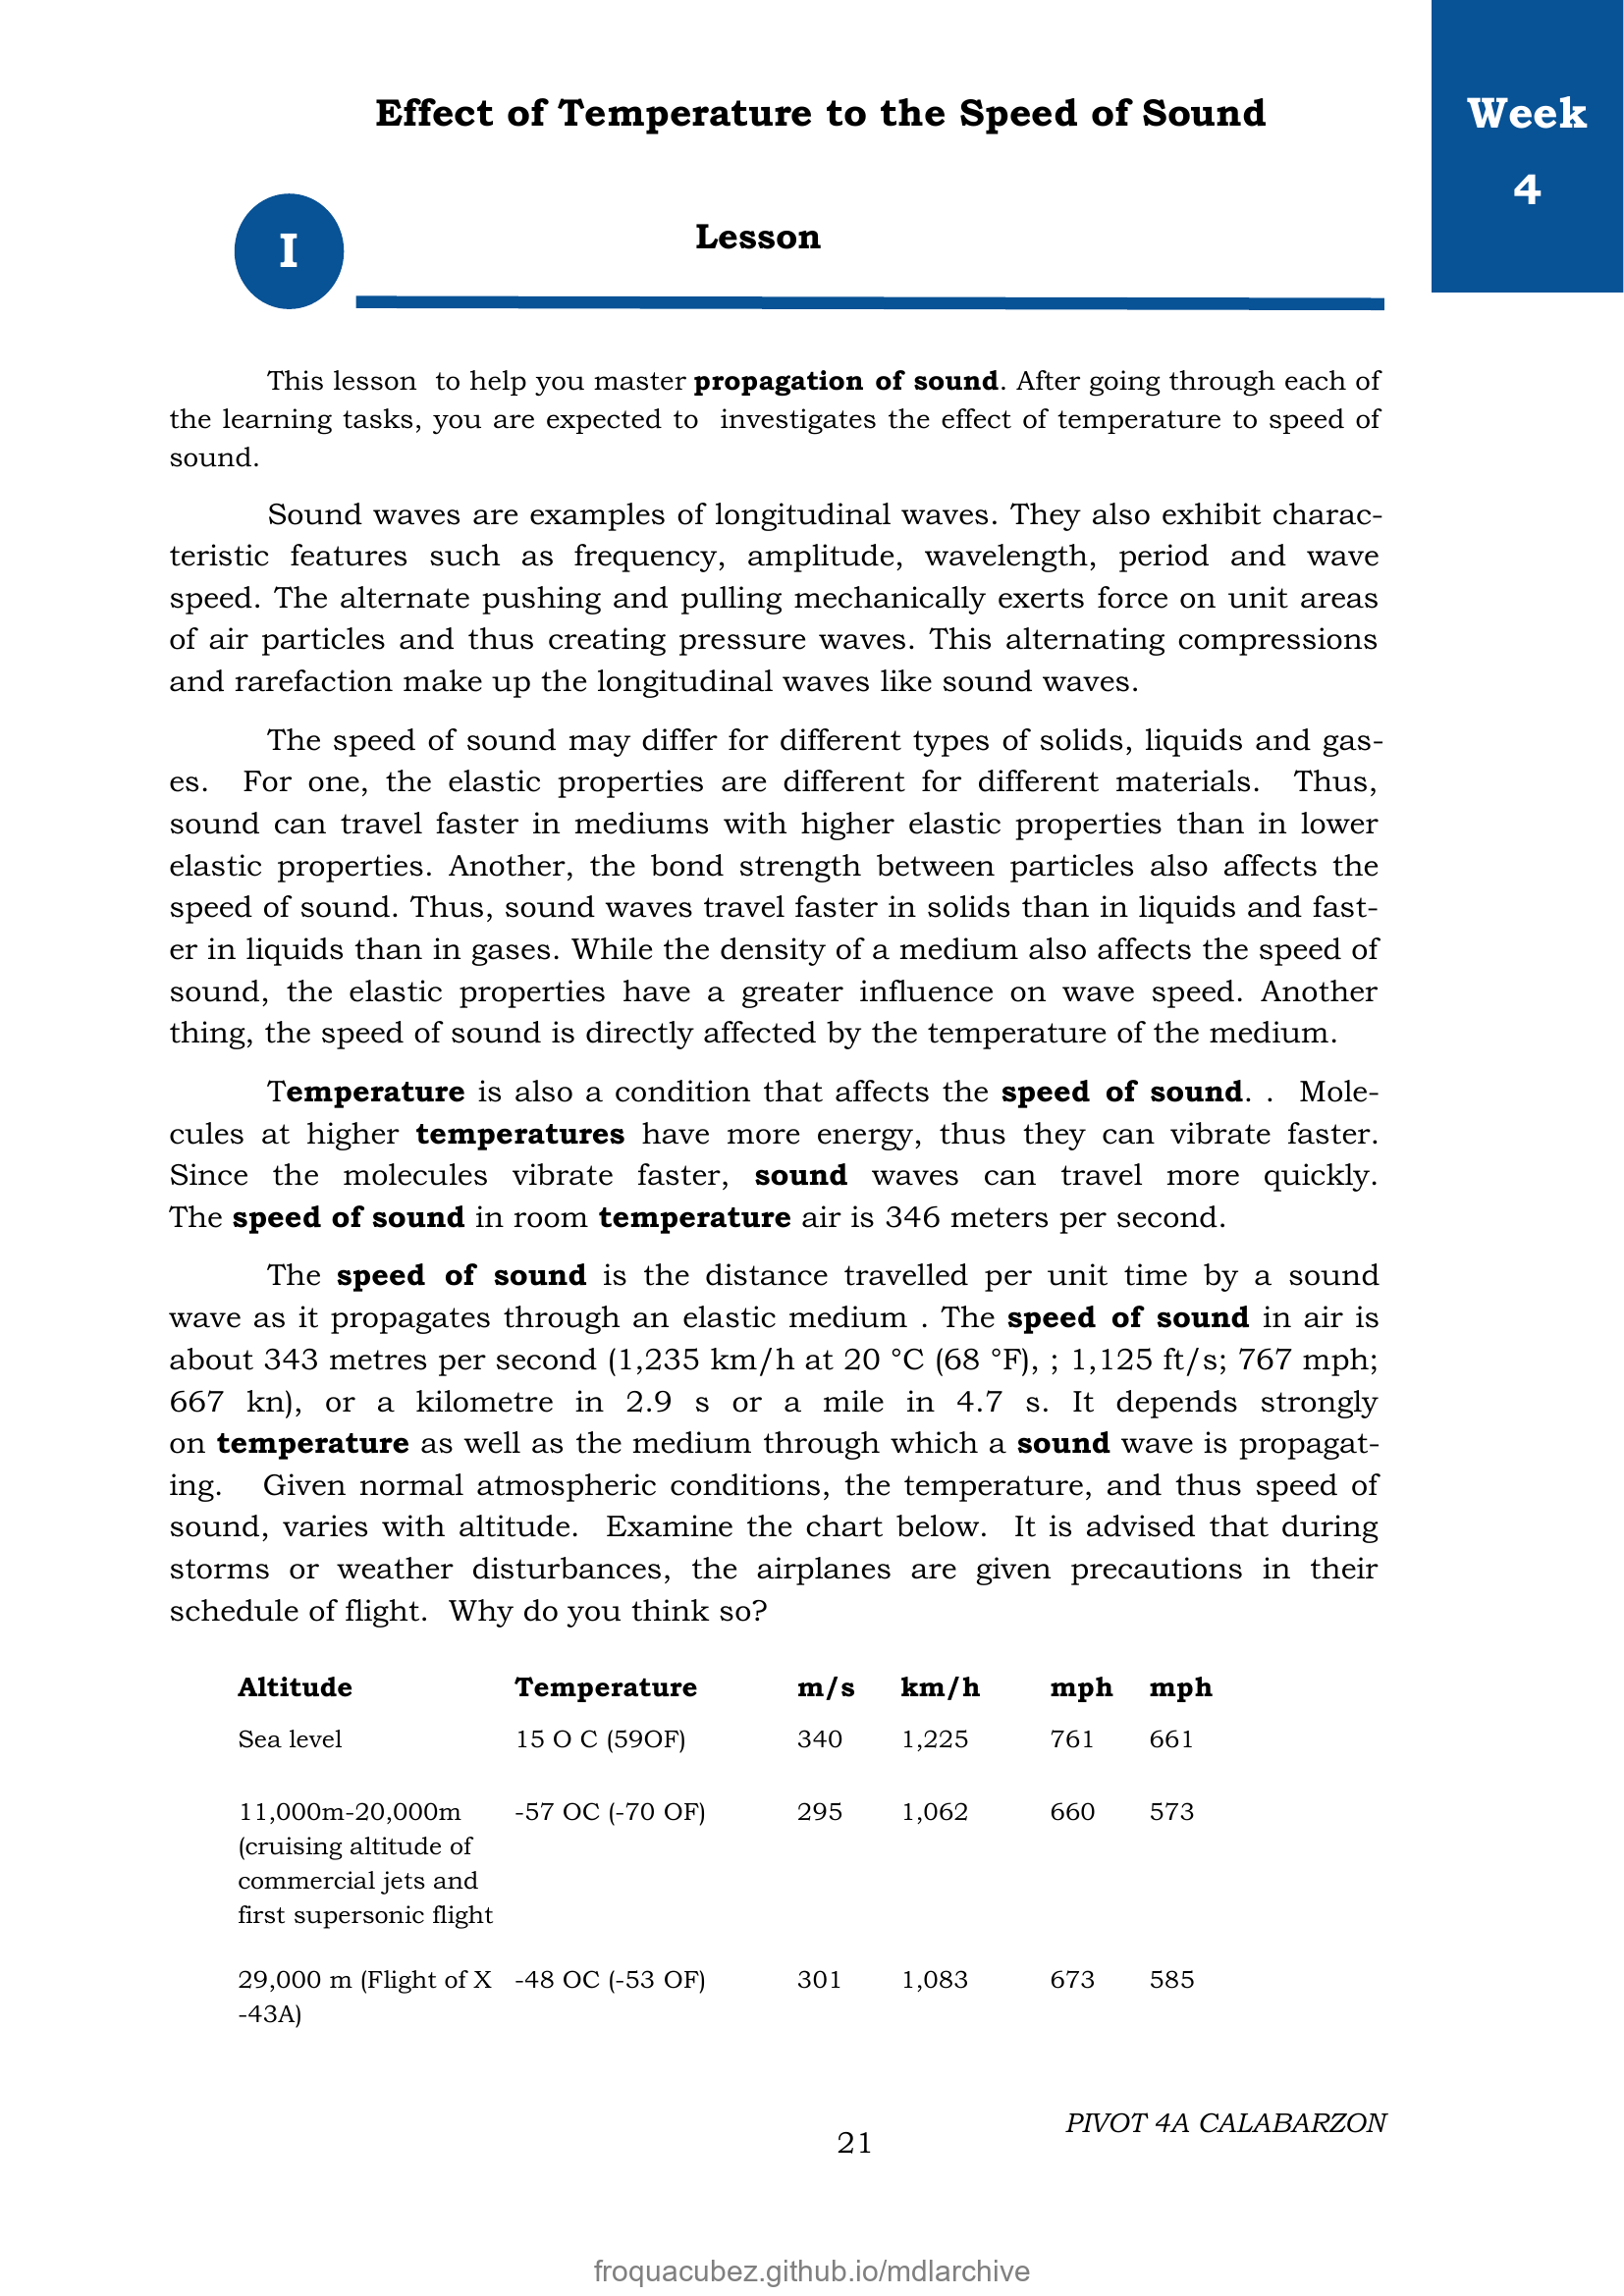 Effect of Temperature to the Speed of Sound
Week
4
I
Lesson
This lesson  to help you master propagation of sound. After going through each of
the learning tasks, you are expected to  investigates the effect of temperature to speed of
sound.
Sound waves are examples of longitudinal waves. They also exhibit charac-
teristic features such as frequency, amplitude, wavelength, period and wave
speed. The alternate pushing and pulling mechanically exerts force on unit areas
of air particles and thus creating pressure waves. This alternating compressions
and rarefaction make up the longitudinal waves like sound waves.
The speed of sound may differ for different types of solids, liquids and gas-
es.  For one, the elastic properties are different for different materials.  Thus,
sound can travel faster in mediums with higher elastic properties than in lower
elastic properties. Another, the bond strength between particles also affects the
speed of sound. Thus, sound waves travel faster in solids than in liquids and fast-
er in liquids than in gases. While the density of a medium also affects the speed of
sound, the elastic properties have a greater influence on wave speed. Another
thing, the speed of sound is directly affected by the temperature of the medium.
Temperature is also a condition that affects the speed of sound. .  Mole-
cules at higher temperatures have more energy, thus they can vibrate faster.
Since the molecules vibrate faster, sound waves can travel more quickly.
The speed of sound in room temperature air is 346 meters per second.
The speed of sound is the distance travelled per unit time by a sound
wave as it propagates through an elastic medium . The speed of sound in air is
about 343 metres per second (1,235 km/h at 20 °C (68 °F), ; 1,125 ft/s; 767 mph;
667 kn), or a kilometre in 2.9 s or a mile in 4.7 s. It depends strongly
on temperature as well as the medium through which a sound wave is propagat-
ing.   Given normal atmospheric conditions, the temperature, and thus speed of
sound, varies with altitude.  Examine the chart below.  It is advised that during
storms or weather disturbances, the airplanes are given precautions in their
schedule of flight.  Why do you think so?
Altitude Temperature m/s km/h mph mph
Sea level 15 O C (59OF) 340 1,225 761 661
11,000m-20,000m -57 OC (-70 OF) 295 1,062 660 573
(cruising altitude of
commercial jets and
first supersonic flight
29,000 m (Flight of X -48 OC (-53 OF) 301 1,083 673 585
-43A)
PIVOT 4A CALABARZON
21
froquacubez.github.io/mdlarchive